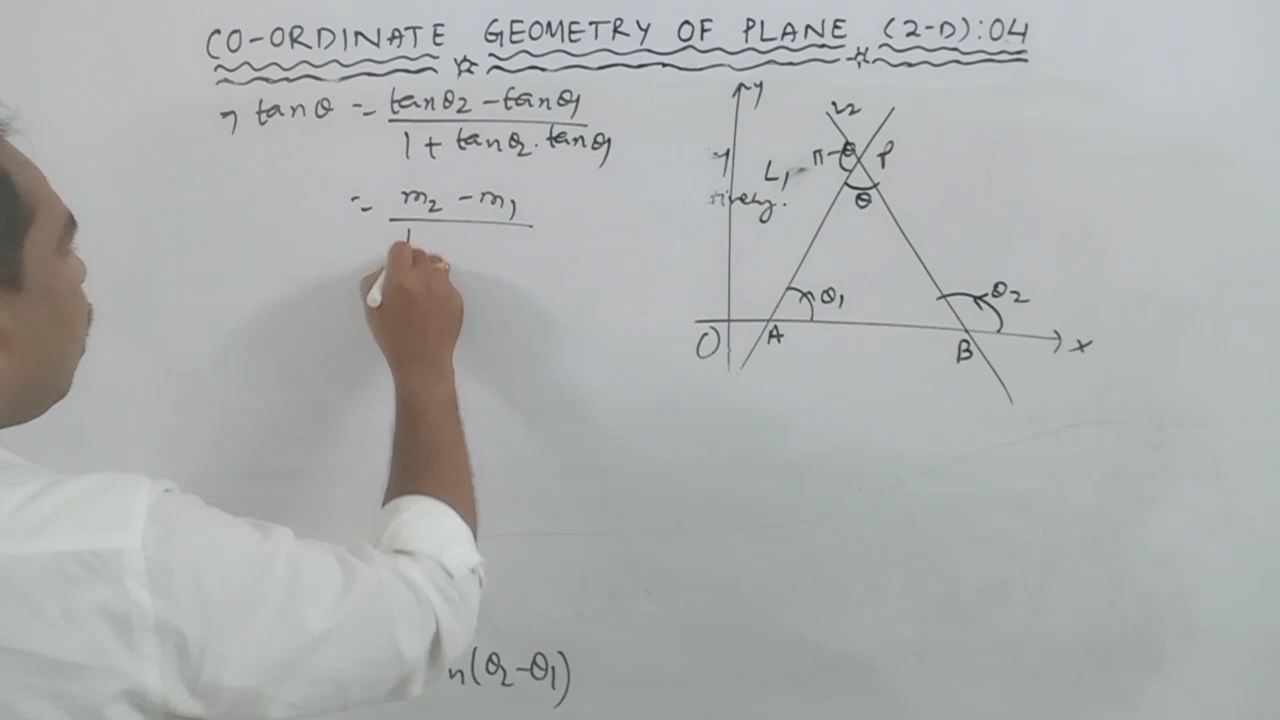 CO-ORDINATE GEOMETRY OF PLANE (2-D):04
⇒ tanθ = tanθ2 - tanθ1
1 + tanθ2 . tanθ1
= m2 - m1
1
y
L2
π-θ
P
y
L1
θ
θ1
θ2
O
A
B
x
n(θ2-θ1)